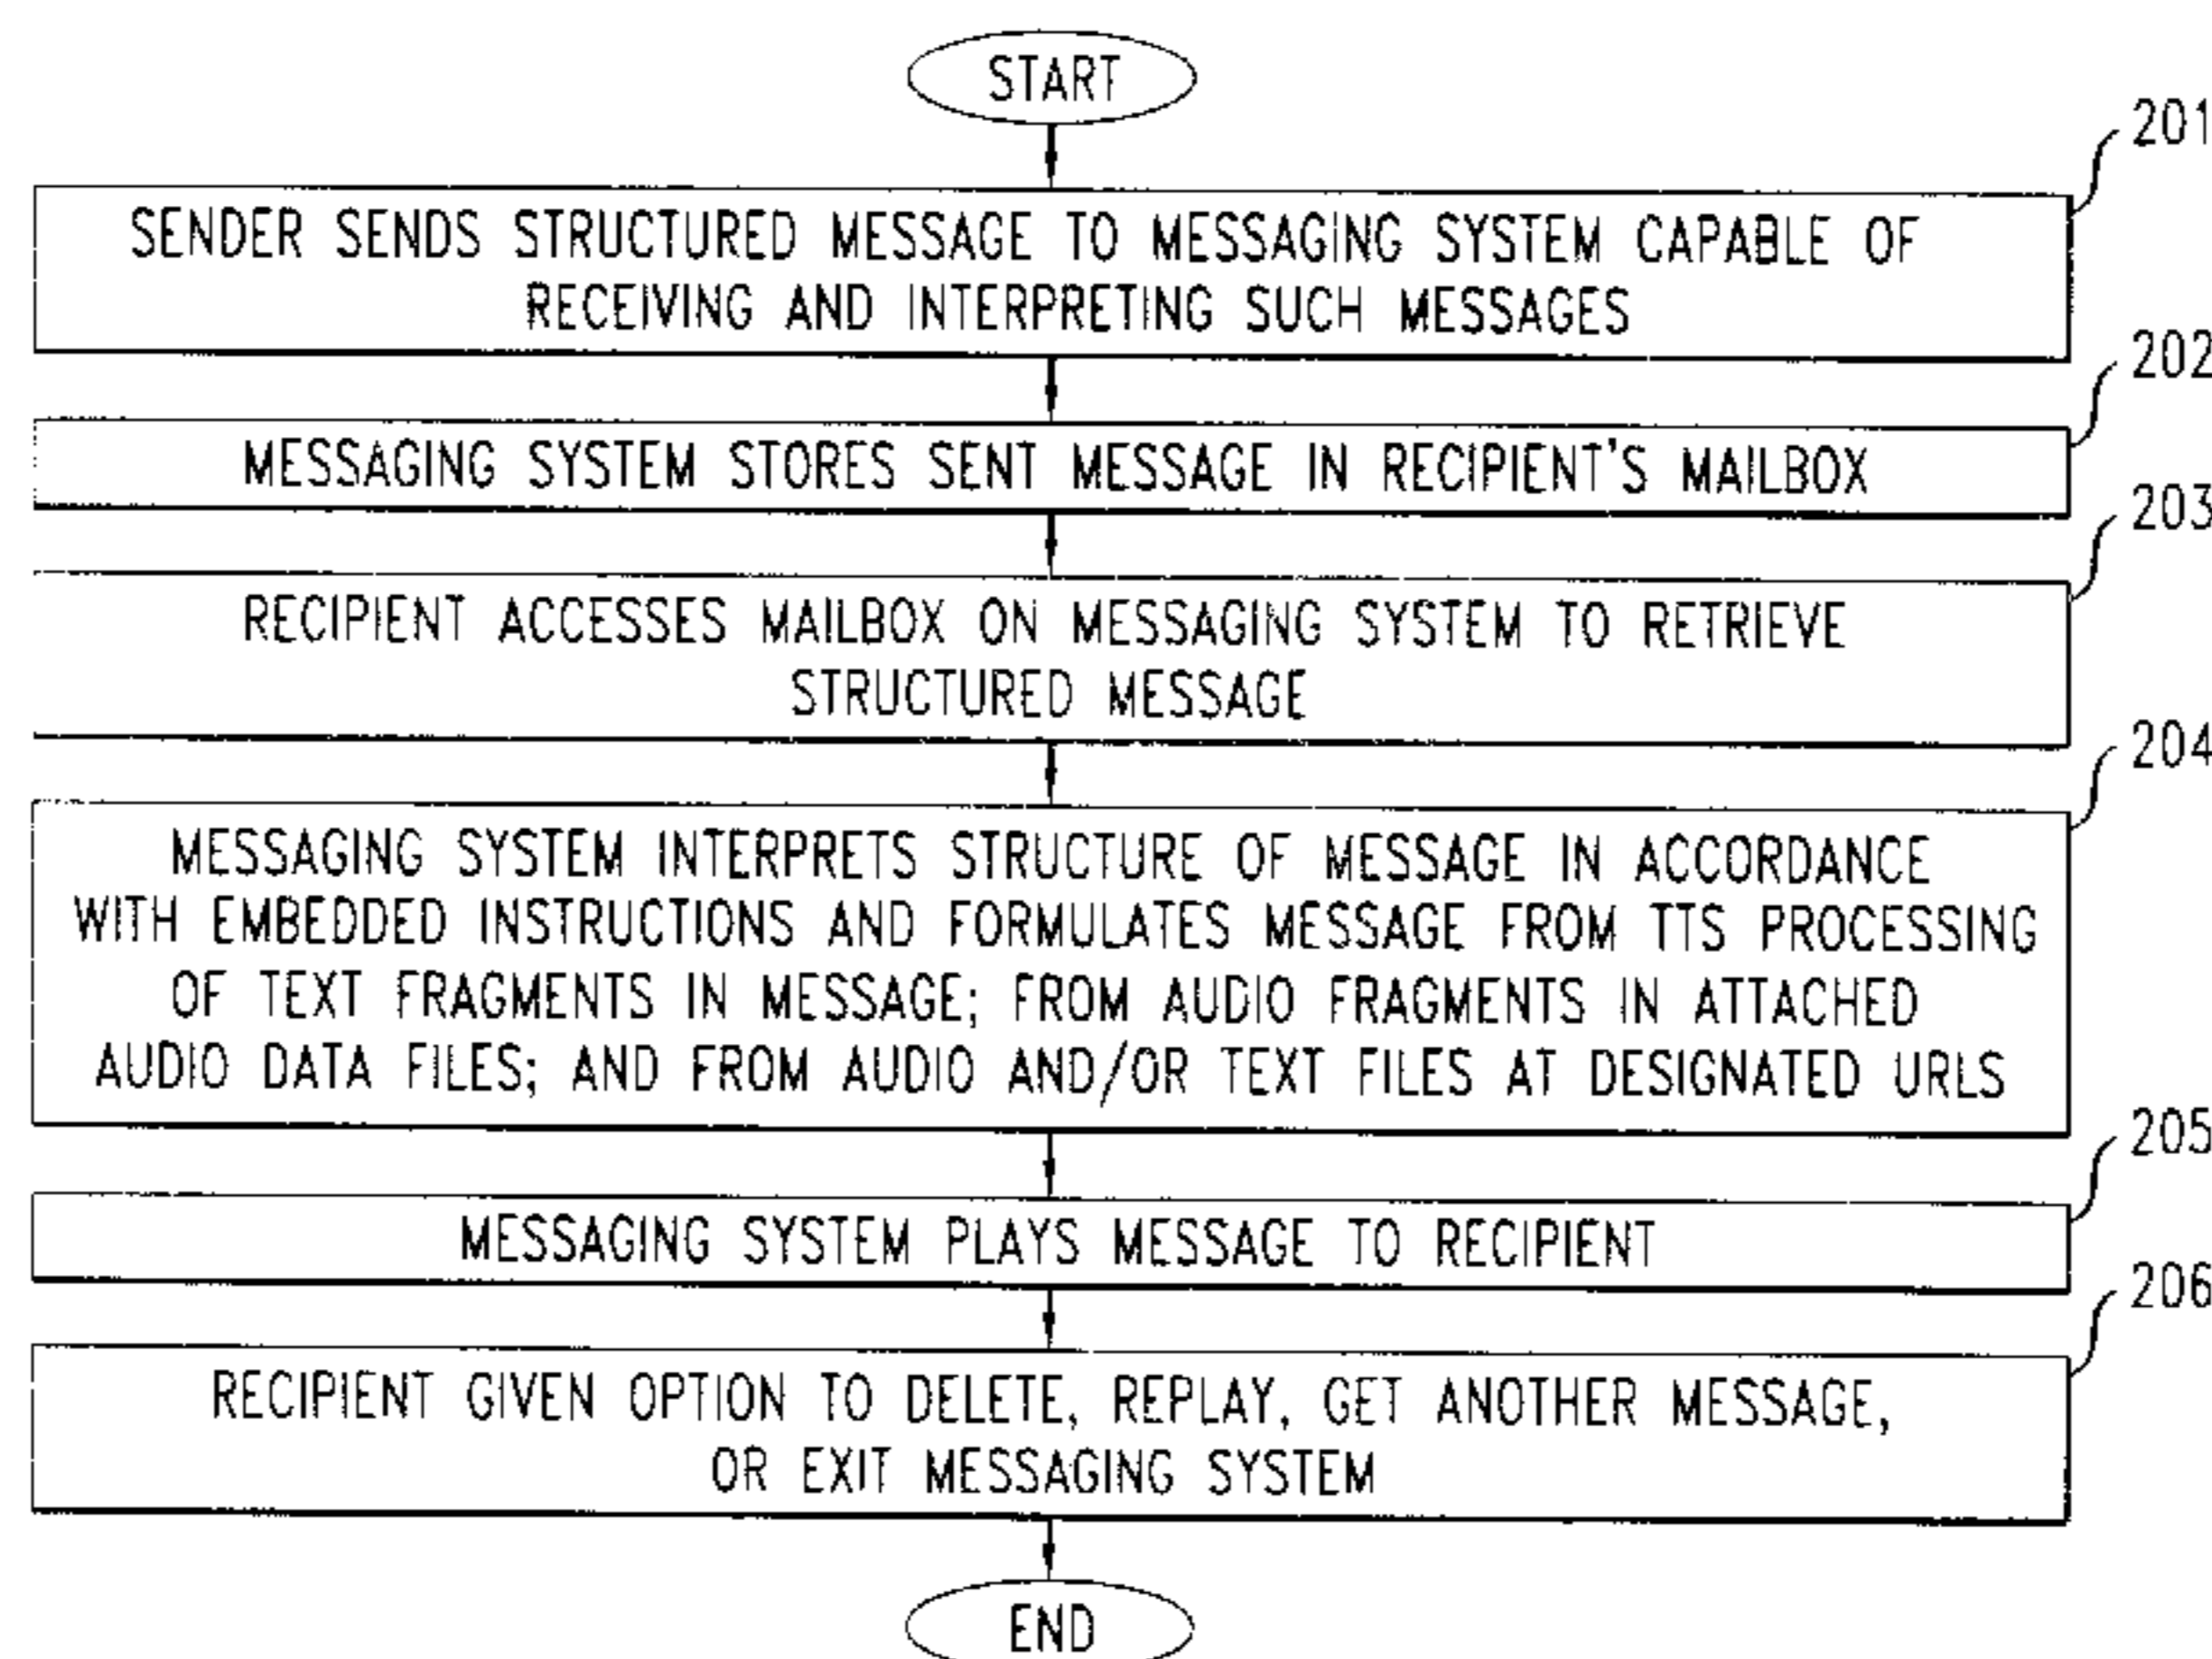 START
201
SENDER SENDS STRUCTURED MESSAGE TO MESSAGING SYSTEM CAPABLE OF
RECEIVING AND INTERPRETING SUCH MESSAGES
202
MESSAGING SYSTEM STORES SENT MESSAGE IN RECIPIENT'S MAILBOX
203
RECIPIENT ACCESSES MAILBOX ON MESSAGING SYSTEM TO RETRIEVE
STRUCTURED MESSAGE
204
MESSAGING SYSTEM INTERPRETS STRUCTURE OF MESSAGE IN ACCORDANCE
WITH EMBEDDED INSTRUCTIONS AND FORMULATES MESSAGE FROM TTS PROCESSING
OF TEXT FRAGMENTS IN MESSAGE; FROM AUDIO FRAGMENTS IN ATTACHED
AUDIO DATA FILES; AND FROM AUDIO AND/OR TEXT FILES AT DESIGNATED URLS
205
MESSAGING SYSTEM PLAYS MESSAGE TO RECIPIENT
206
RECIPIENT GIVEN OPTION TO DELETE, REPLAY, GET ANOTHER MESSAGE,
OR EXIT MESSAGING SYSTEM
END